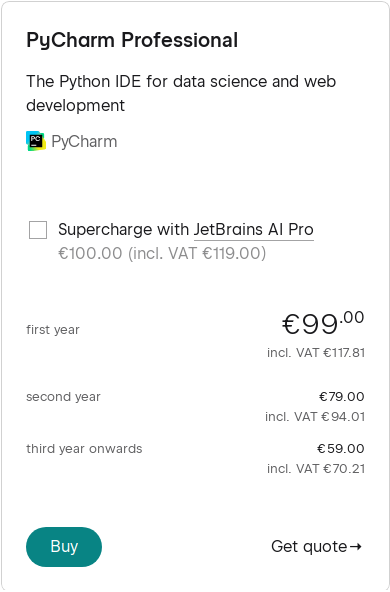 PyCharm Professional
The Python IDE for data science and web
development
PC
PyCharm
Supercharge with JetBrains AI Pro
€100.00 (incl. VAT €119.00)
first year €99.00
incl. VAT €117.81
second year €79.00
incl. VAT €94.01
third year onwards €59.00
incl. VAT €70.21
Buy Get quote→